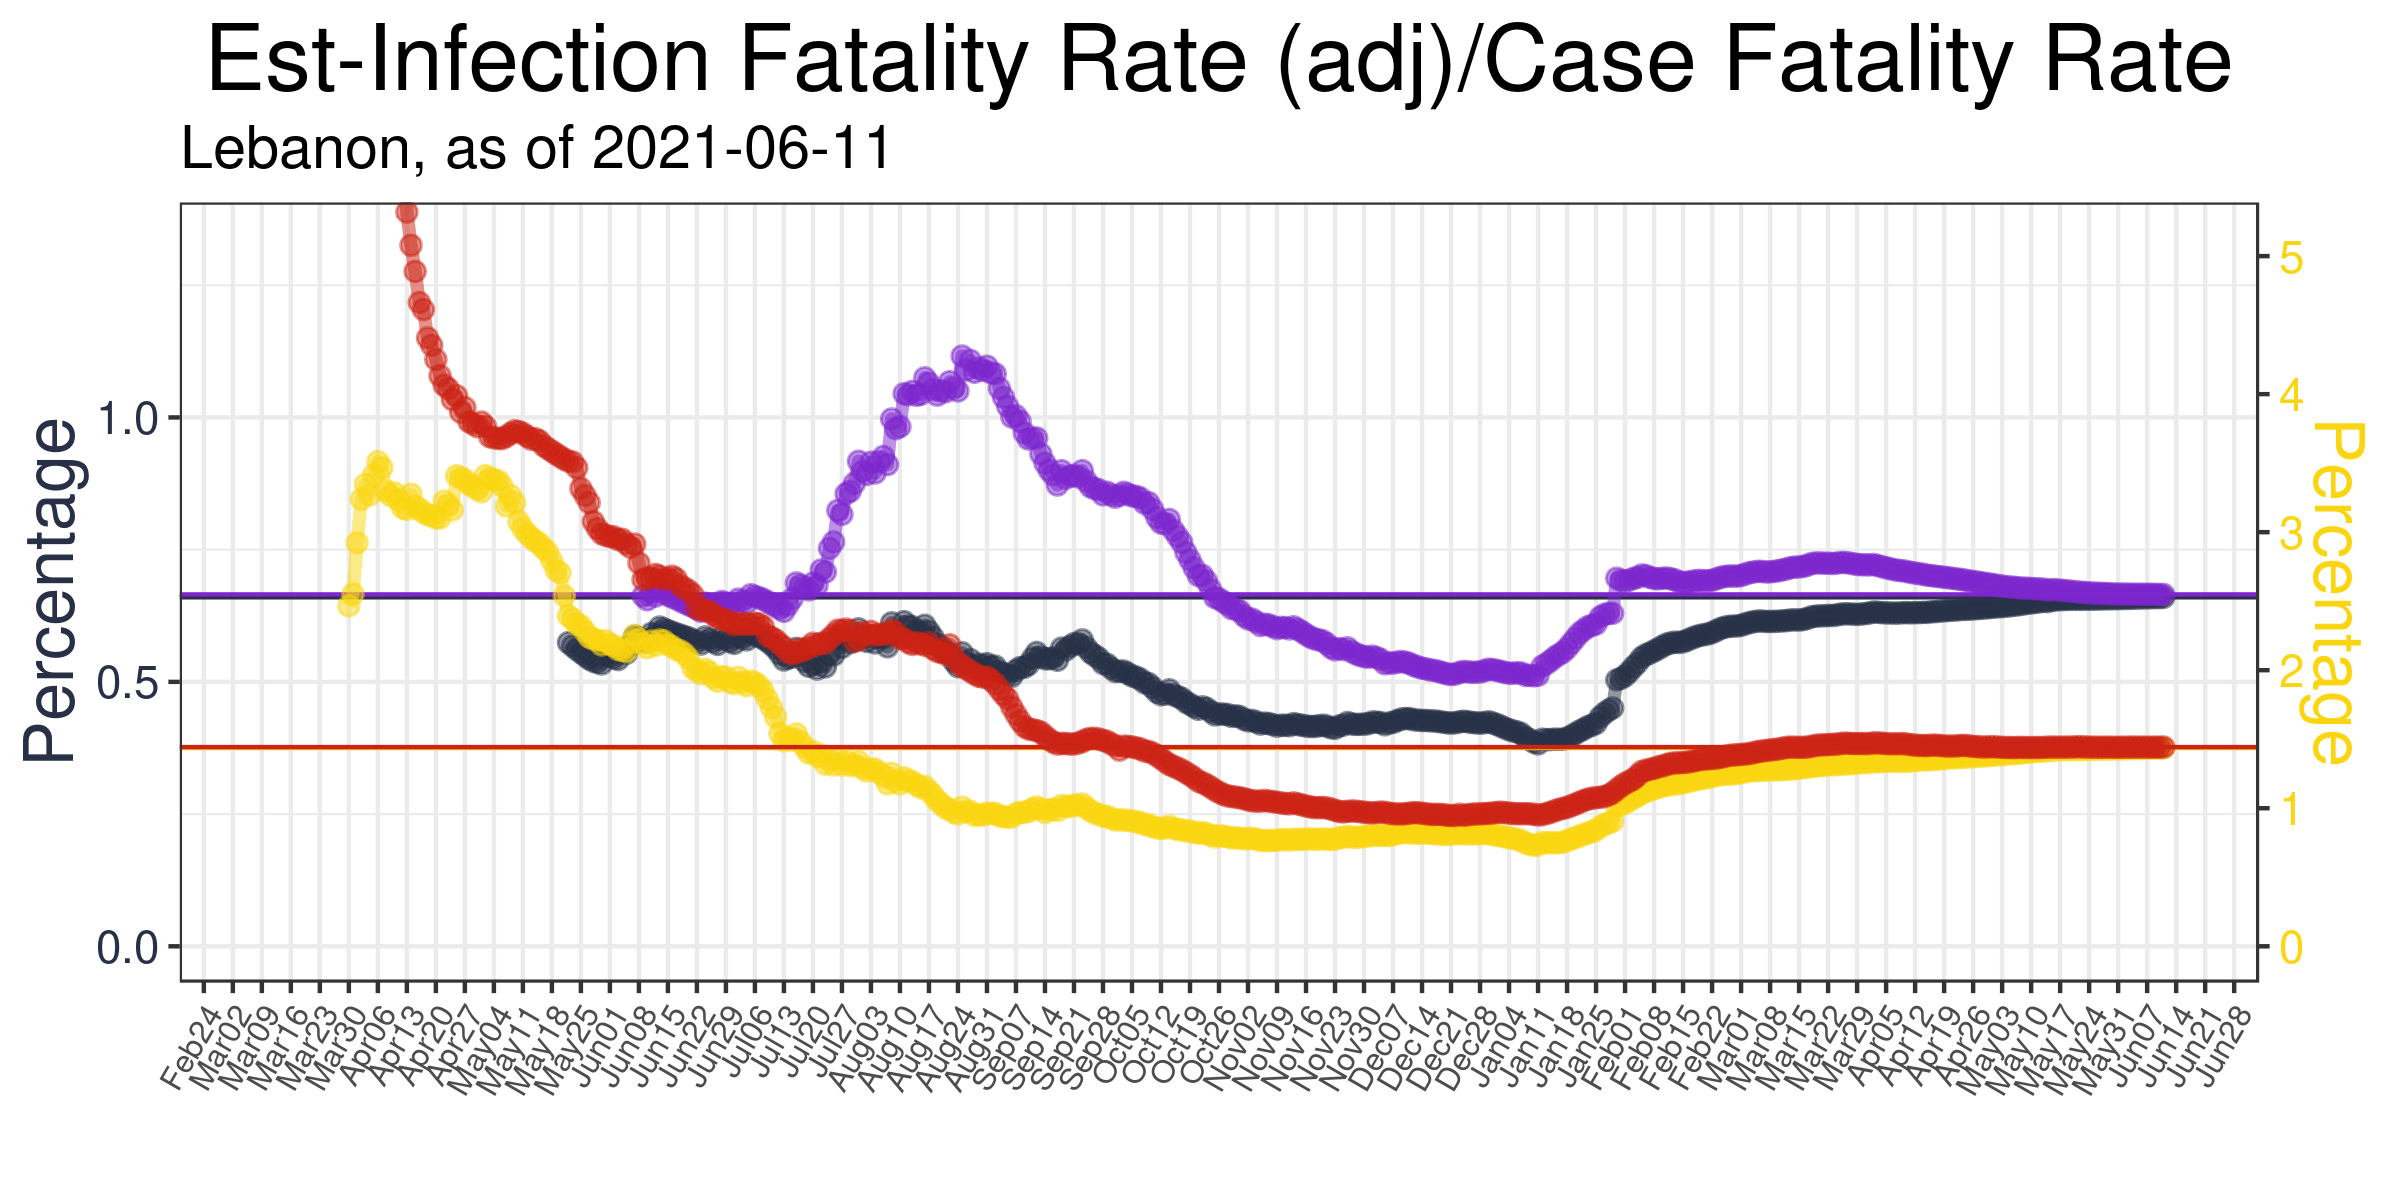 Est-Infection Fatality Rate (adj)/Case Fatality Rate
Lebanon, as of 2021-06-11
Percentage
1.0
0.5
0.0
5
4
3
2
1
0
Percentage
Feb24
Mar02
Mar09
Mar16
Mar23
Mar30
Apr06
Apr13
Apr20
Apr27
May04
May11
May18
May25
Jun01
Jun08
Jun15
Jun22
Jun29
Jul06
Jul13
Jul20
Jul27
Aug03
Aug10
Aug17
Aug24
Aug31
Sep07
Sep14
Sep21
Sep28
Oct05
Oct12
Oct19
Oct26
Nov02
Nov09
Nov16
Nov23
Nov30
Dec07
Dec14
Dec21
Dec28
Jan04
Jan11
Jan18
Jan25
Feb01
Feb08
Feb15
Feb22
Mar01
Mar08
Mar15
Mar22
Mar29
Apr05
Apr12
Apr19
Apr26
May03
May10
May17
May24
May31
Jun07
Jun14
Jun21
Jun28